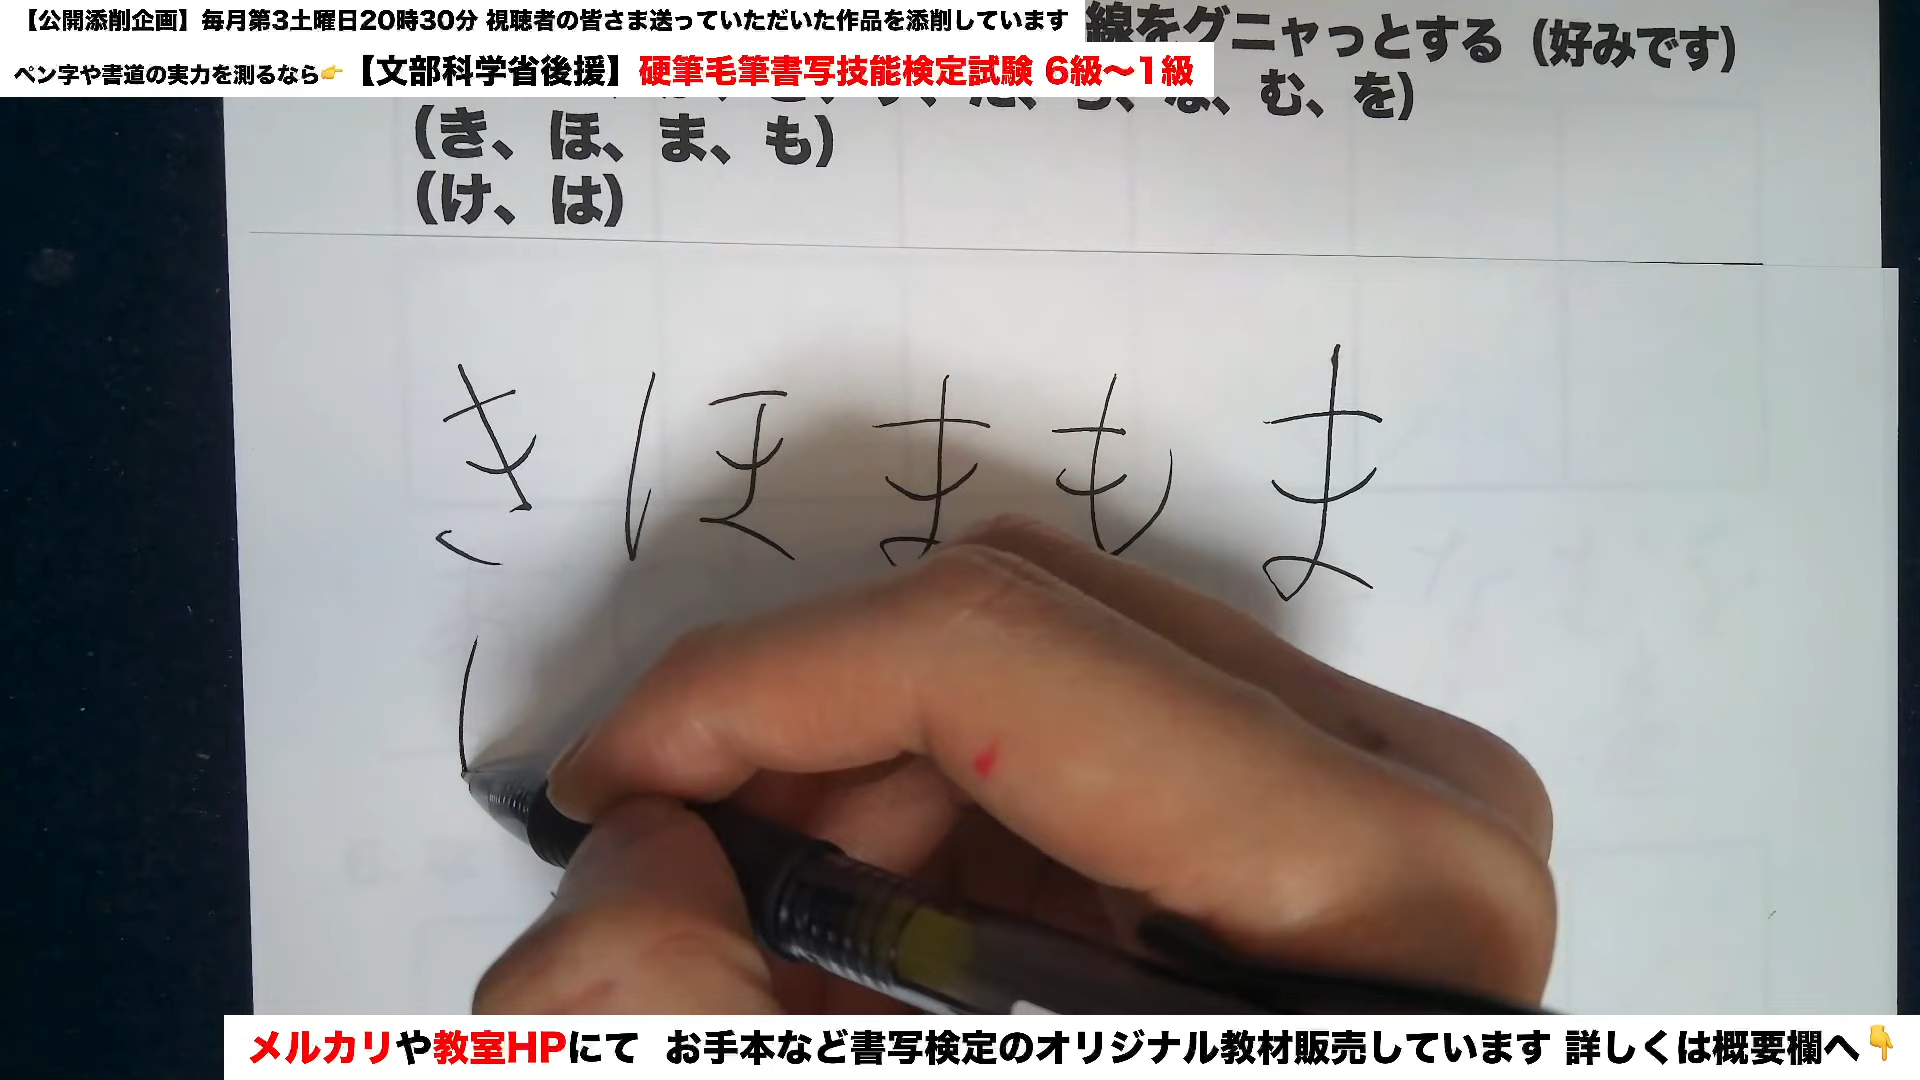 【公開添削企画】毎月第3土曜日20時30分 視聴者の皆さま送っていただいた作品を添削しています
ペン字や書道の実力を測るなら👉【文部科学省後援】硬筆毛筆書写技能検定試験 6級〜1級
線をグニャっとする（好みです）
む、を）
（き、ほ、ま、も）
（け、は）
き ほ ま も ま
メルカリや教室HPにて お手本など書写検定のオリジナル教材販売しています 詳しくは概要欄へ👇